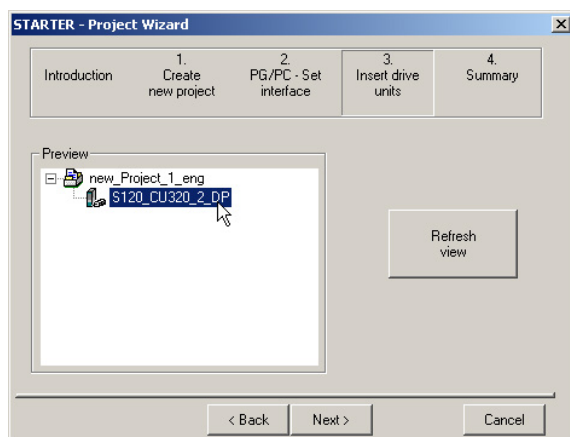 STARTER - Project Wizard
Introduction
1.
Create
new project
2.
PG/PC - Set
interface
3.
Insert drive
units
4.
Summary
Preview
new_Project_1_eng
S120_CU320_2_DP
Refresh
view
< Back
Next >
Cancel